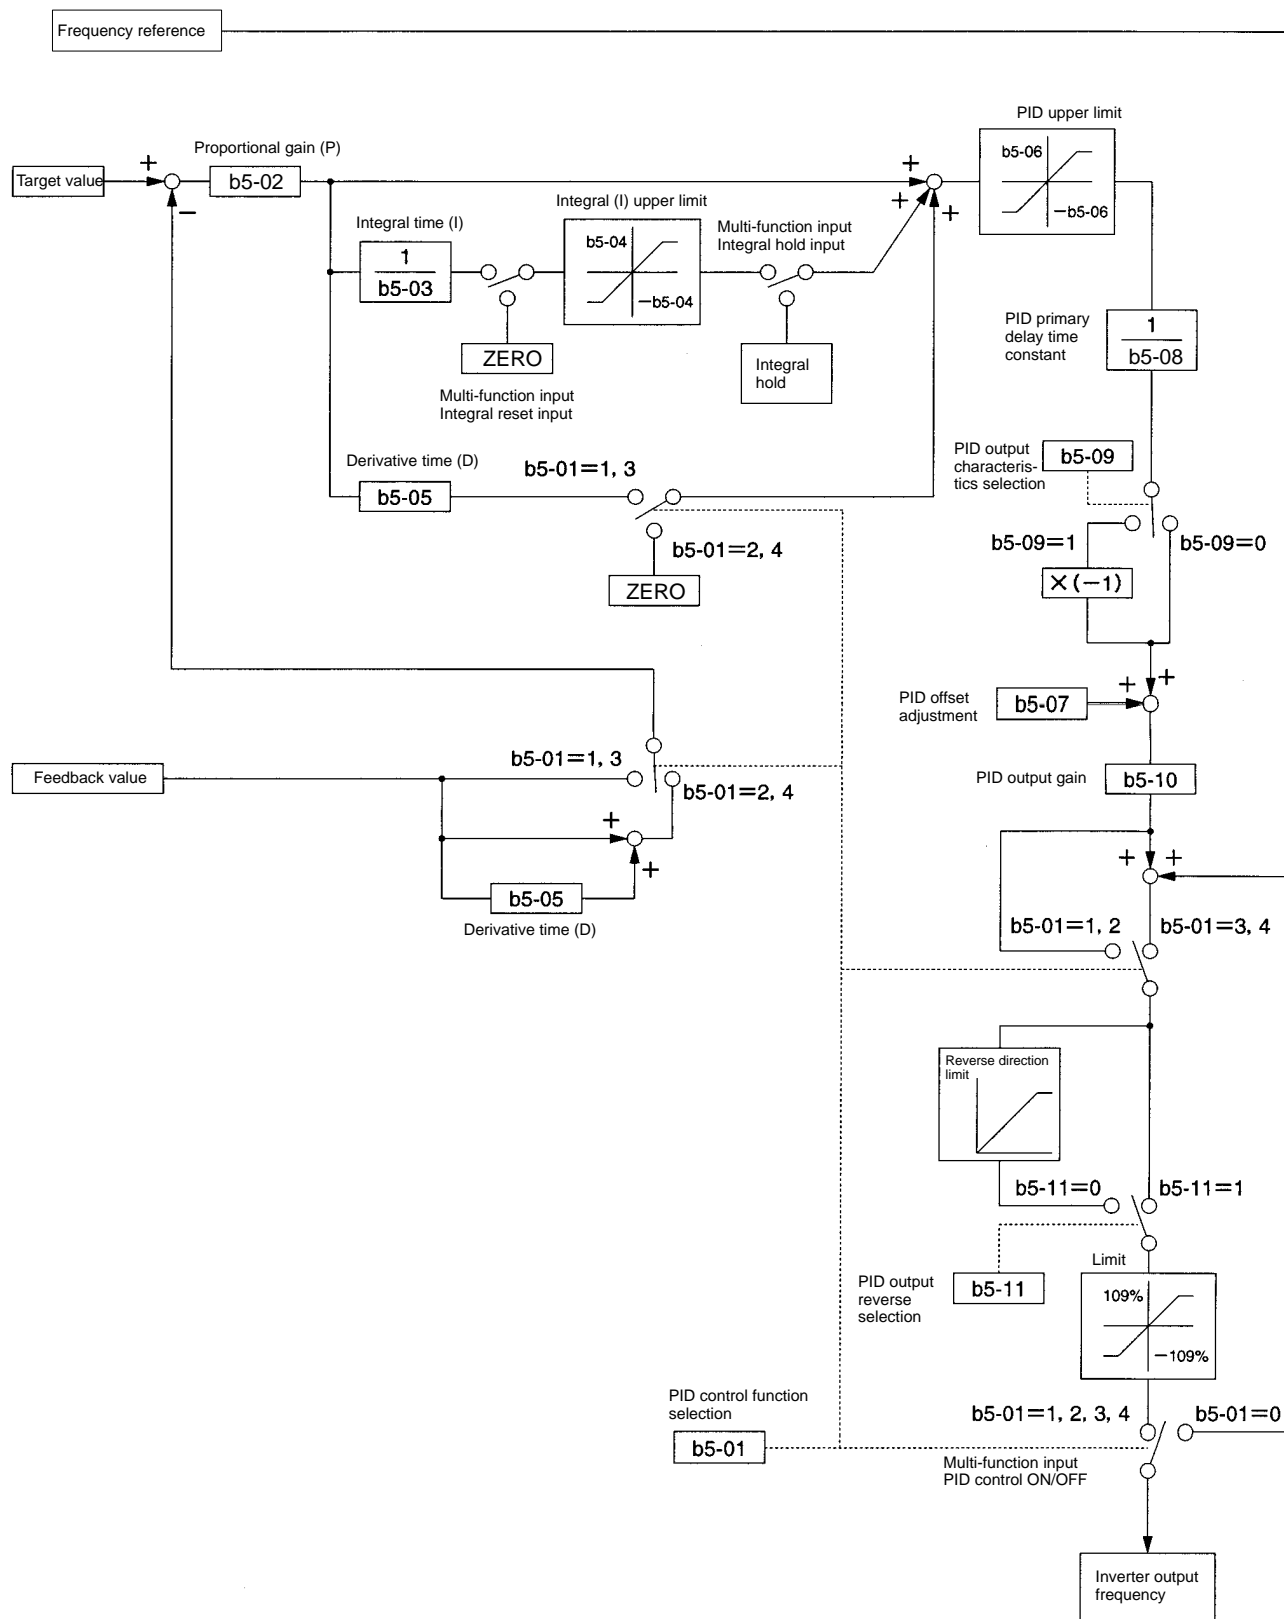 Frequency reference
PID upper limit
Proportional gain (P)
b5-06
+
+
Target value
b5-02
−
+
+
−b5-06
Integral time (I)
Integral (I) upper limit
Multi-function input
Integral hold input
1
b5-03
b5-04
−b5-04
PID primary
delay time
constant
1
b5-08
ZERO
Integral
hold
Multi-function input
Integral reset input
Derivative time (D)
b5-01=1, 3
PID output
characteris-
tics selection
b5-09
b5-05
b5-01=2, 4
b5-09=1
b5-09=0
ZERO
×(−1)
+
+
PID offset
adjustment
b5-07
b5-01=1, 3
Feedback value
b5-01=2, 4
PID output gain
b5-10
+
+
+
+
b5-05
Derivative time (D)
b5-01=1, 2
b5-01=3, 4
Reverse direction
limit
b5-11=0
b5-11=1
Limit
PID output
reverse
selection
b5-11
109%
−109%
PID control function
selection
b5-01
b5-01=1, 2, 3, 4
b5-01=0
Multi-function input
PID control ON/OFF
Inverter output
frequency